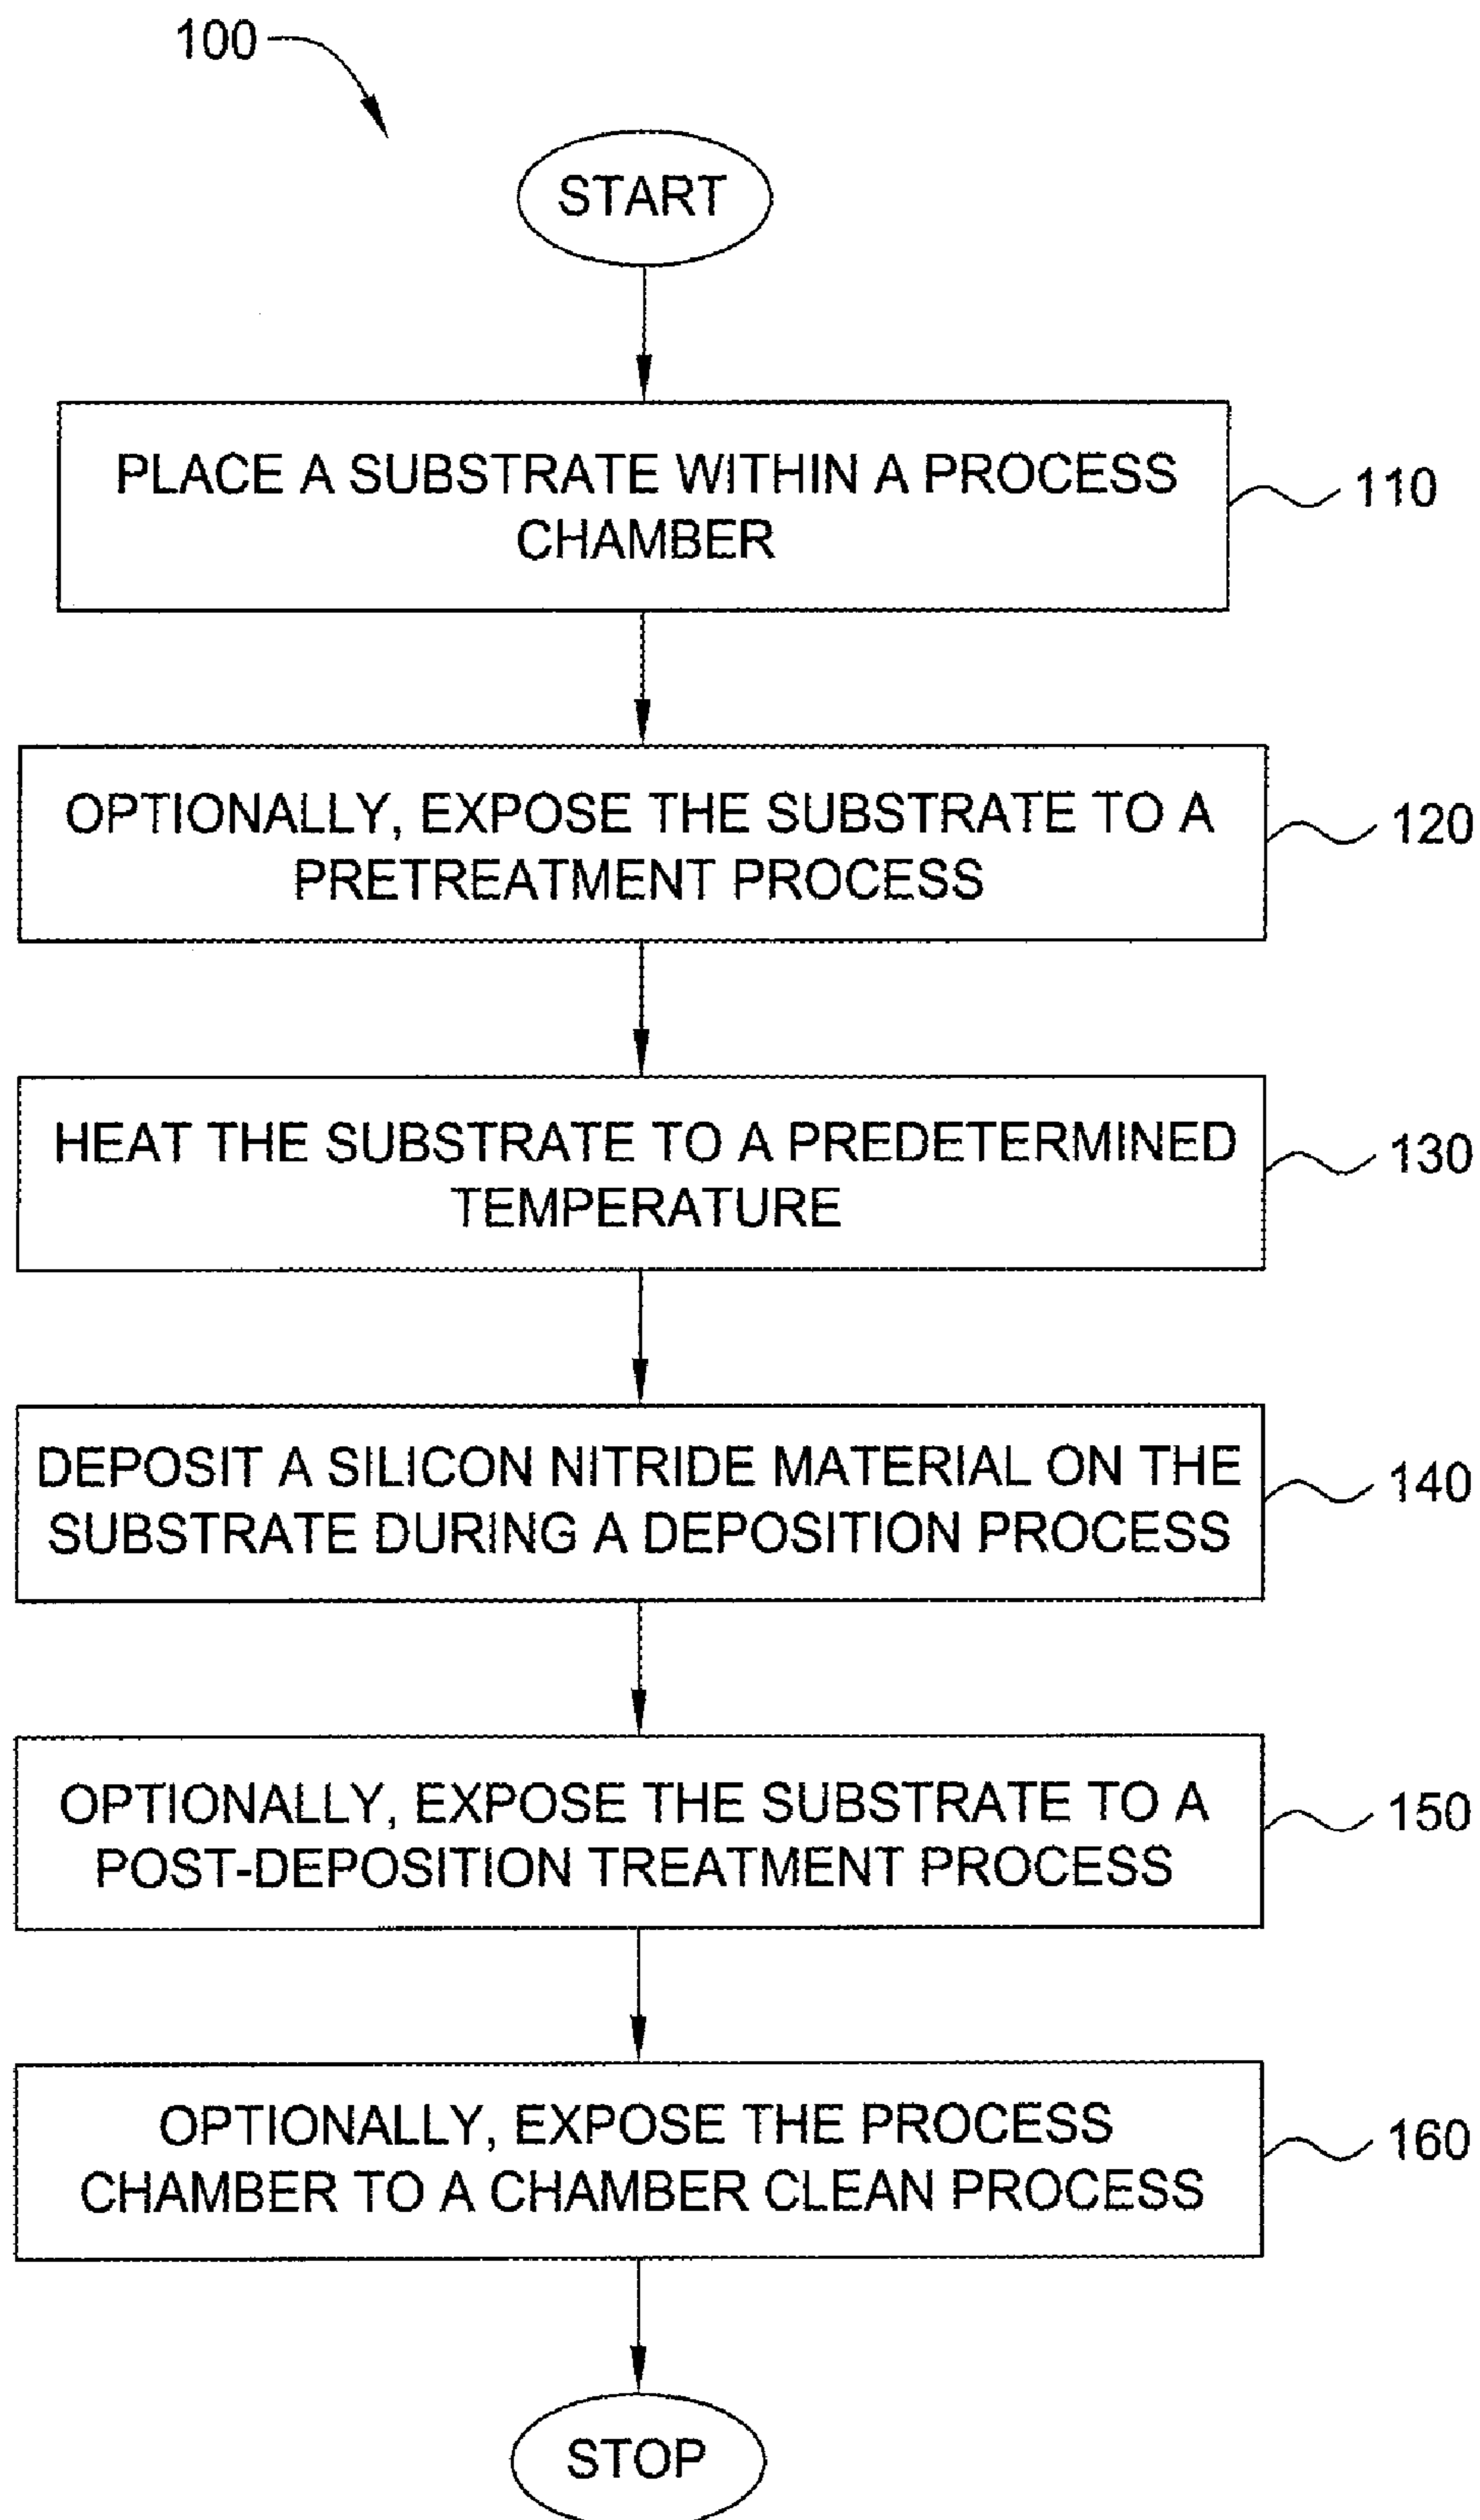 100
START
PLACE A SUBSTRATE WITHIN A PROCESS
CHAMBER
110
OPTIONALLY, EXPOSE THE SUBSTRATE TO A
PRETREATMENT PROCESS
120
HEAT THE SUBSTRATE TO A PREDETERMINED
TEMPERATURE
130
DEPOSIT A SILICON NITRIDE MATERIAL ON THE
SUBSTRATE DURING A DEPOSITION PROCESS
140
OPTIONALLY, EXPOSE THE SUBSTRATE TO A
POST-DEPOSITION TREATMENT PROCESS
150
OPTIONALLY, EXPOSE THE PROCESS
CHAMBER TO A CHAMBER CLEAN PROCESS
160
STOP